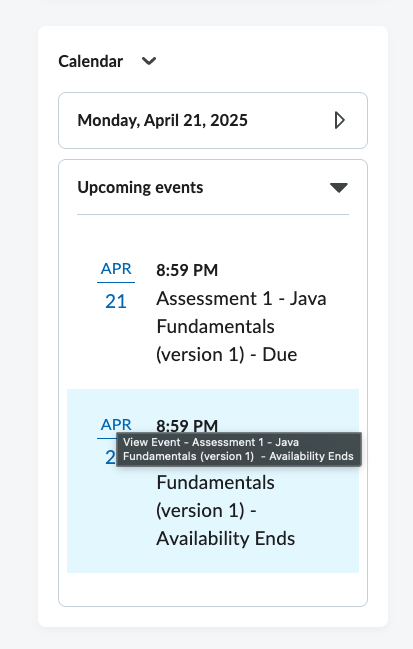 Calendar
Monday, April 21, 2025
Upcoming events
APR
21
8:59 PM
Assessment 1 - Java
Fundamentals
(version 1) - Due
APR
2
8:59 PM
View Event - Assessment 1 - Java
Fundamentals (version 1) - Availability Ends
Fundamentals
(version 1) -
Availability Ends